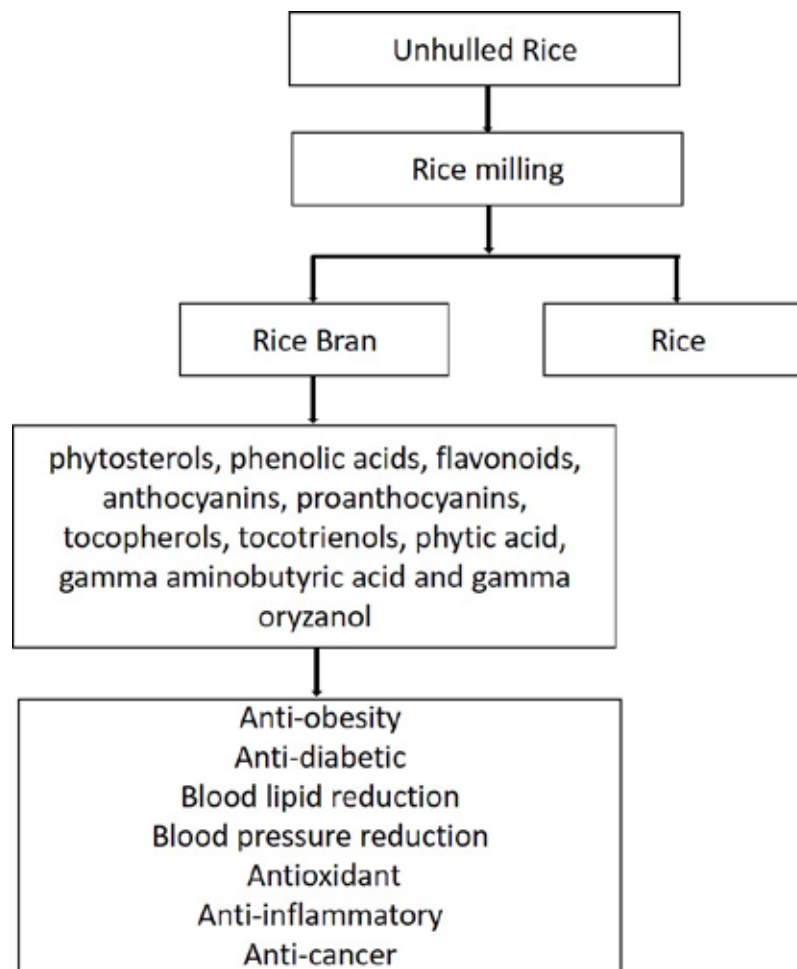 Unhulled Rice
Rice milling
Rice Bran
Rice
phytosterols, phenolic acids, flavonoids,
anthocyanins, proanthocyanins,
tocopherols, tocotrienols, phytic acid,
gamma aminobutyric acid and gamma
oryzanol
Anti-obesity
Anti-diabetic
Blood lipid reduction
Blood pressure reduction
Antioxidant
Anti-inflammatory
Anti-cancer